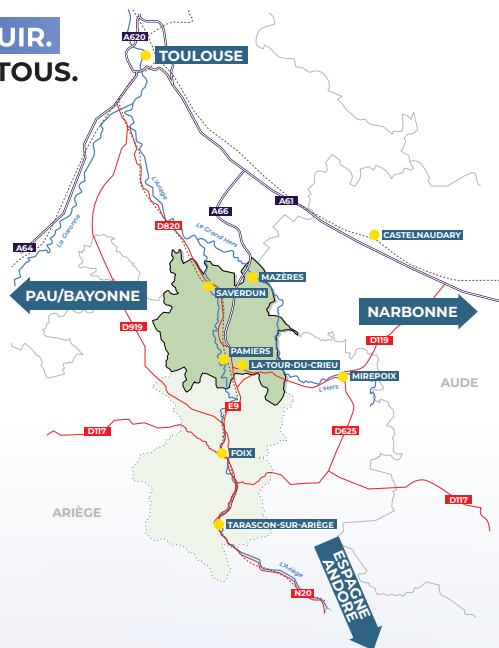 UIR.
TOUS.
A620
TOULOUSE
L'Ariège
A66
A61
La Garonne
D820
Le Grand Hers
CASTELNAUDARY
A64
MAZÈRES
SAVERDUN
PAU/BAYONNE
NARBONNE
D919
D119
PAMIERS
LA-TOUR-DU-CRIEU
MIREPOIX
L'Hers
AUDE
E9
D117
D625
FOIX
D117
ARIÈGE
TARASCON-SUR-ARIÈGE
L'Ariège
ESPAGNE
ANDORE
N20